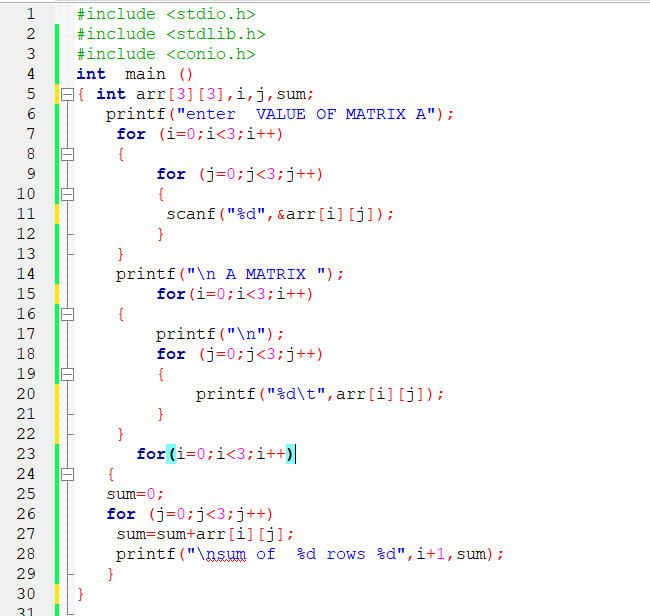 1 #include <stdio.h>
2 #include <stdlib.h>
3 #include <conio.h>
4 int  main ()
5 { int arr[3][3],i,j,sum;
6    printf("enter  VALUE OF MATRIX A");
7     for (i=0;i<3;i++)
8     {
9         for (j=0;j<3;j++)
10         {
11          scanf("%d",&arr[i][j]);
12         }
13     }
14     printf("\n A MATRIX ");
15         for(i=0;i<3;i++)
16     {
17         printf("\n");
18         for (j=0;j<3;j++)
19         {
20             printf("%d\t",arr[i][j]);
21         }
22     }
23       for(i=0;i<3;i++)
24    {
25    sum=0;
26    for (j=0;j<3;j++)
27     sum=sum+arr[i][j];
28     printf("\nsum of  %d rows %d",i+1,sum);
29    }
30 }
31